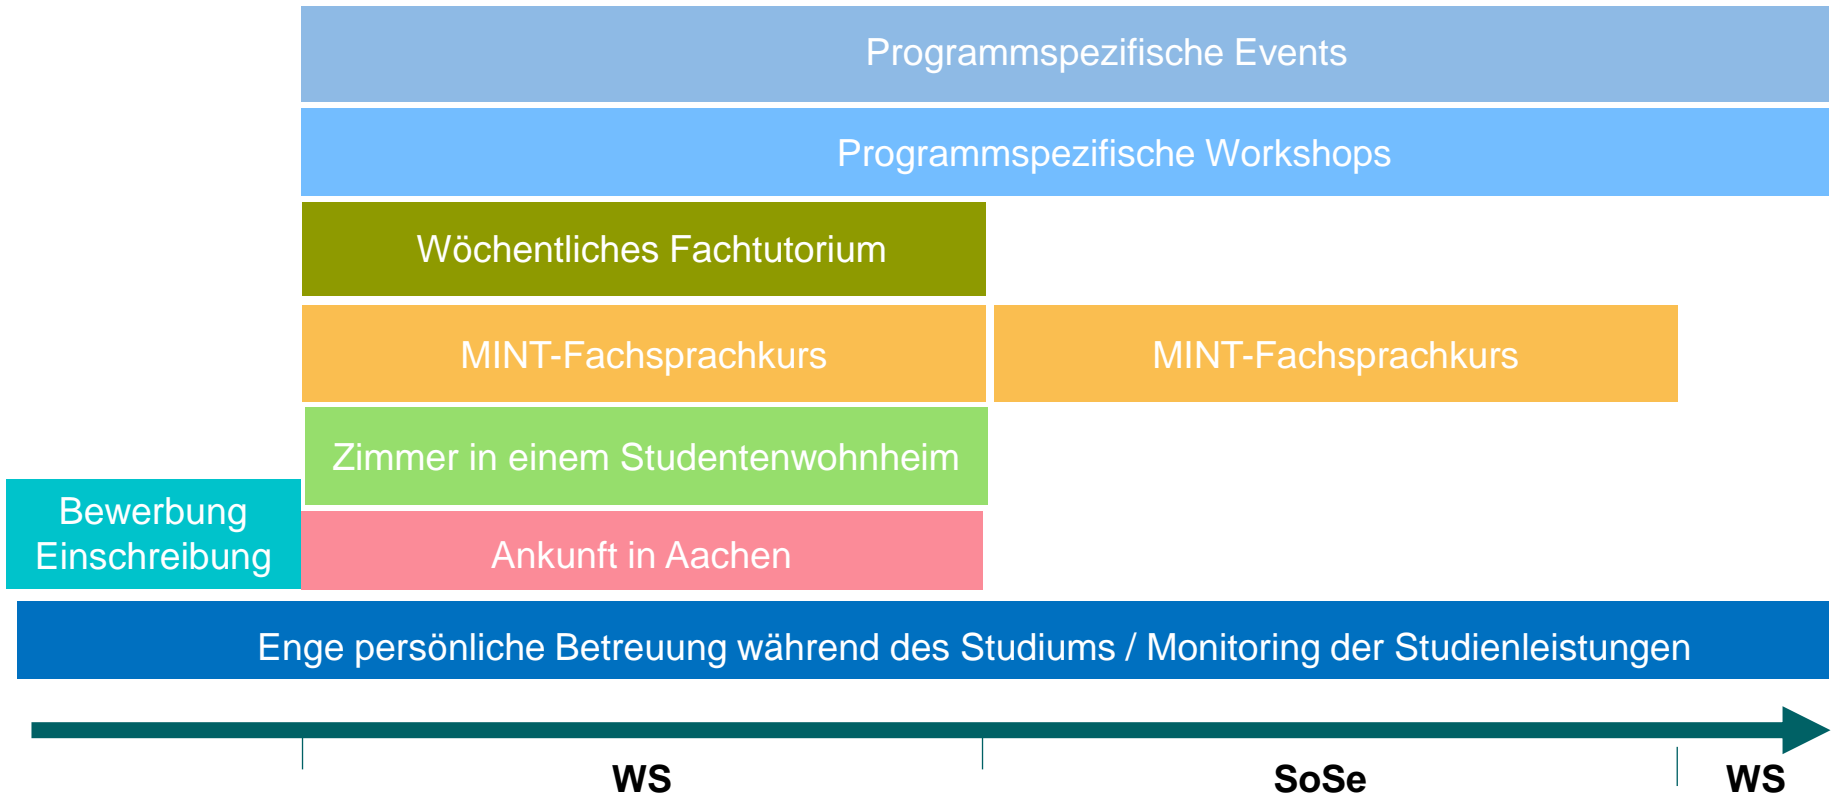 Programmspezifische Events
Programmspezifische Workshops
Wöchentliches Fachtutorium
MINT-Fachsprachkurs
MINT-Fachsprachkurs
Zimmer in einem Studentenwohnheim
Bewerbung
Einschreibung
Ankunft in Aachen
Enge persönliche Betreuung während des Studiums / Monitoring der Studienleistungen
WS
SoSe
WS